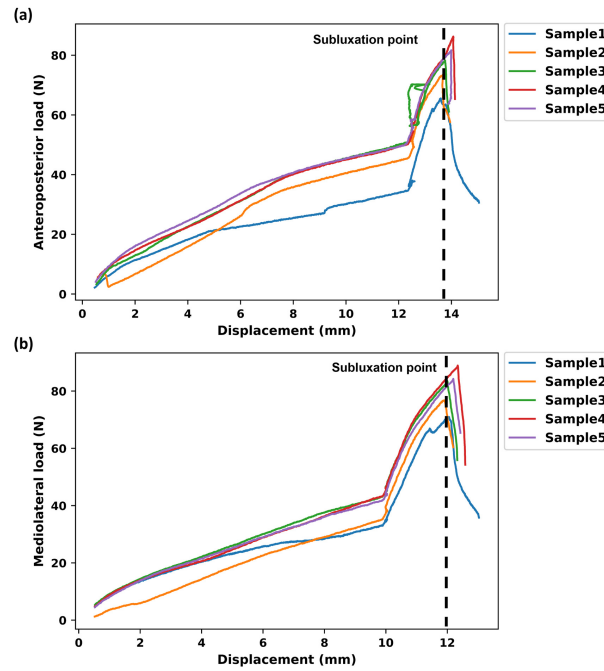 (a)
Subluxation point
Sample1
Sample2
Sample3
Sample4
Sample5
Anteroposterior load (N)
80
60
40
20
0
0 2 4 6 8 10 12 14
Displacement (mm)
(b)
Subluxation point
Sample1
Sample2
Sample3
Sample4
Sample5
Mediolateral load (N)
80
60
40
20
0
0 2 4 6 8 10 12
Displacement (mm)